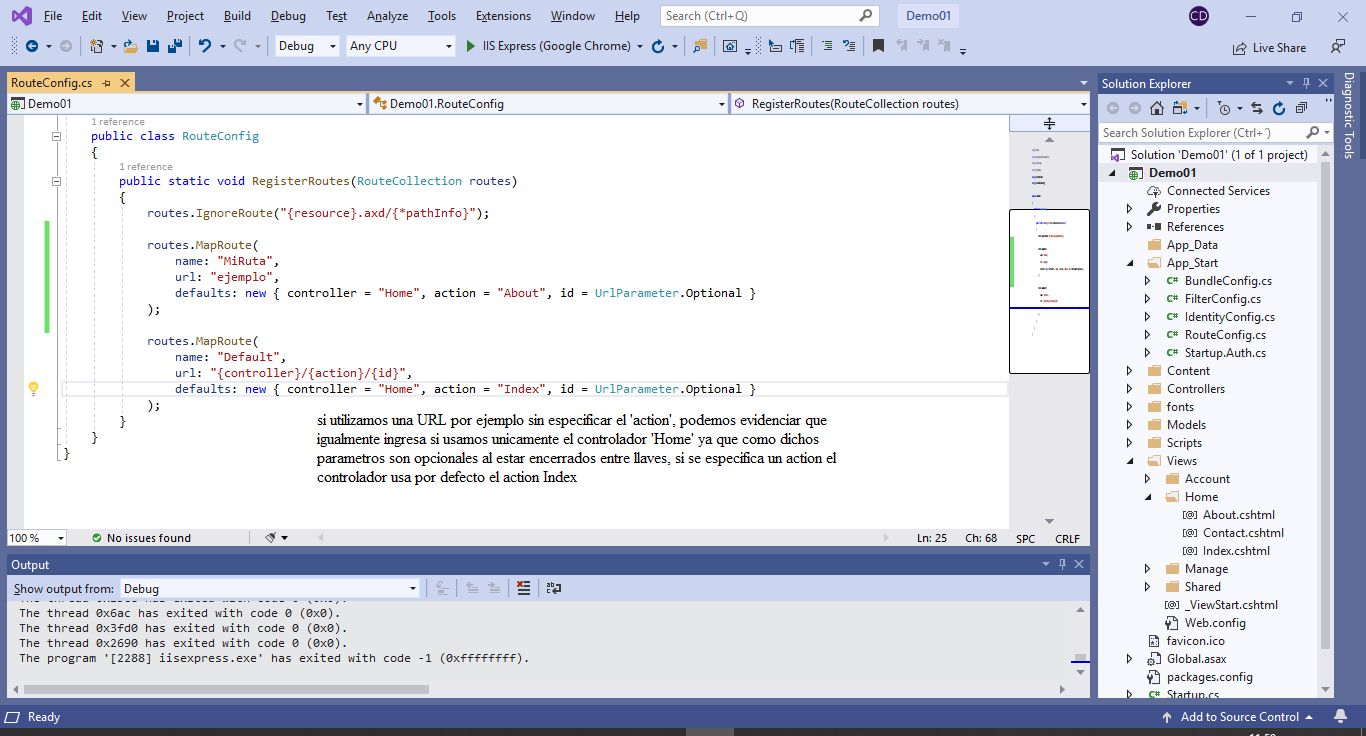 File Edit View Project Build Debug Test Analyze Tools Extensions Window Help Search (Ctrl+Q) Demo01 CD
Debug Any CPU IIS Express (Google Chrome) Live Share
RouteConfig.cs
Demo01 Demo01.RouteConfig RegisterRoutes(RouteCollection routes)
1 reference
public class RouteConfig
{
1 reference
public static void RegisterRoutes(RouteCollection routes)
{
routes.IgnoreRoute("{resource}.axd/{*pathInfo}");
routes.MapRoute(
name: "MiRuta",
url: "ejemplo",
defaults: new { controller = "Home", action = "About", id = UrlParameter.Optional }
);
routes.MapRoute(
name: "Default",
url: "{controller}/{action}/{id}",
defaults: new { controller = "Home", action = "Index", id = UrlParameter.Optional }
);
}
}
}
si utilizamos una URL por ejemplo sin especificar el 'action', podemos evidenciar que
igualmente ingresa si usamos unicamente el controlador 'Home' ya que como dichos
parametros son opcionales al estar encerrados entre llaves, si se especifica un action el
controlador usa por defecto el action Index
100 % No issues found Ln: 25 Ch: 68 SPC CRLF
Output
Show output from: Debug
The thread 0x6ac has exited with code 0 (0x0).
The thread 0x3fd0 has exited with code 0 (0x0).
The thread 0x2690 has exited with code 0 (0x0).
The program '[2288] iisexpress.exe' has exited with code -1 (0xffffffff).
Solution Explorer
Search Solution Explorer (Ctrl+´)
Solution 'Demo01' (1 of 1 project)
Demo01
Connected Services
Properties
References
App_Data
App_Start
C# BundleConfig.cs
C# FilterConfig.cs
C# IdentityConfig.cs
C# RouteConfig.cs
C# Startup.Auth.cs
Content
Controllers
fonts
Models
Scripts
Views
Account
Home
[@] About.cshtml
[@] Contact.cshtml
[@] Index.cshtml
Manage
Shared
[@] _ViewStart.cshtml
Web.config
favicon.ico
Global.asax
packages.config
C# Startup.cs
Diagnostic Tools
Ready Add to Source Control